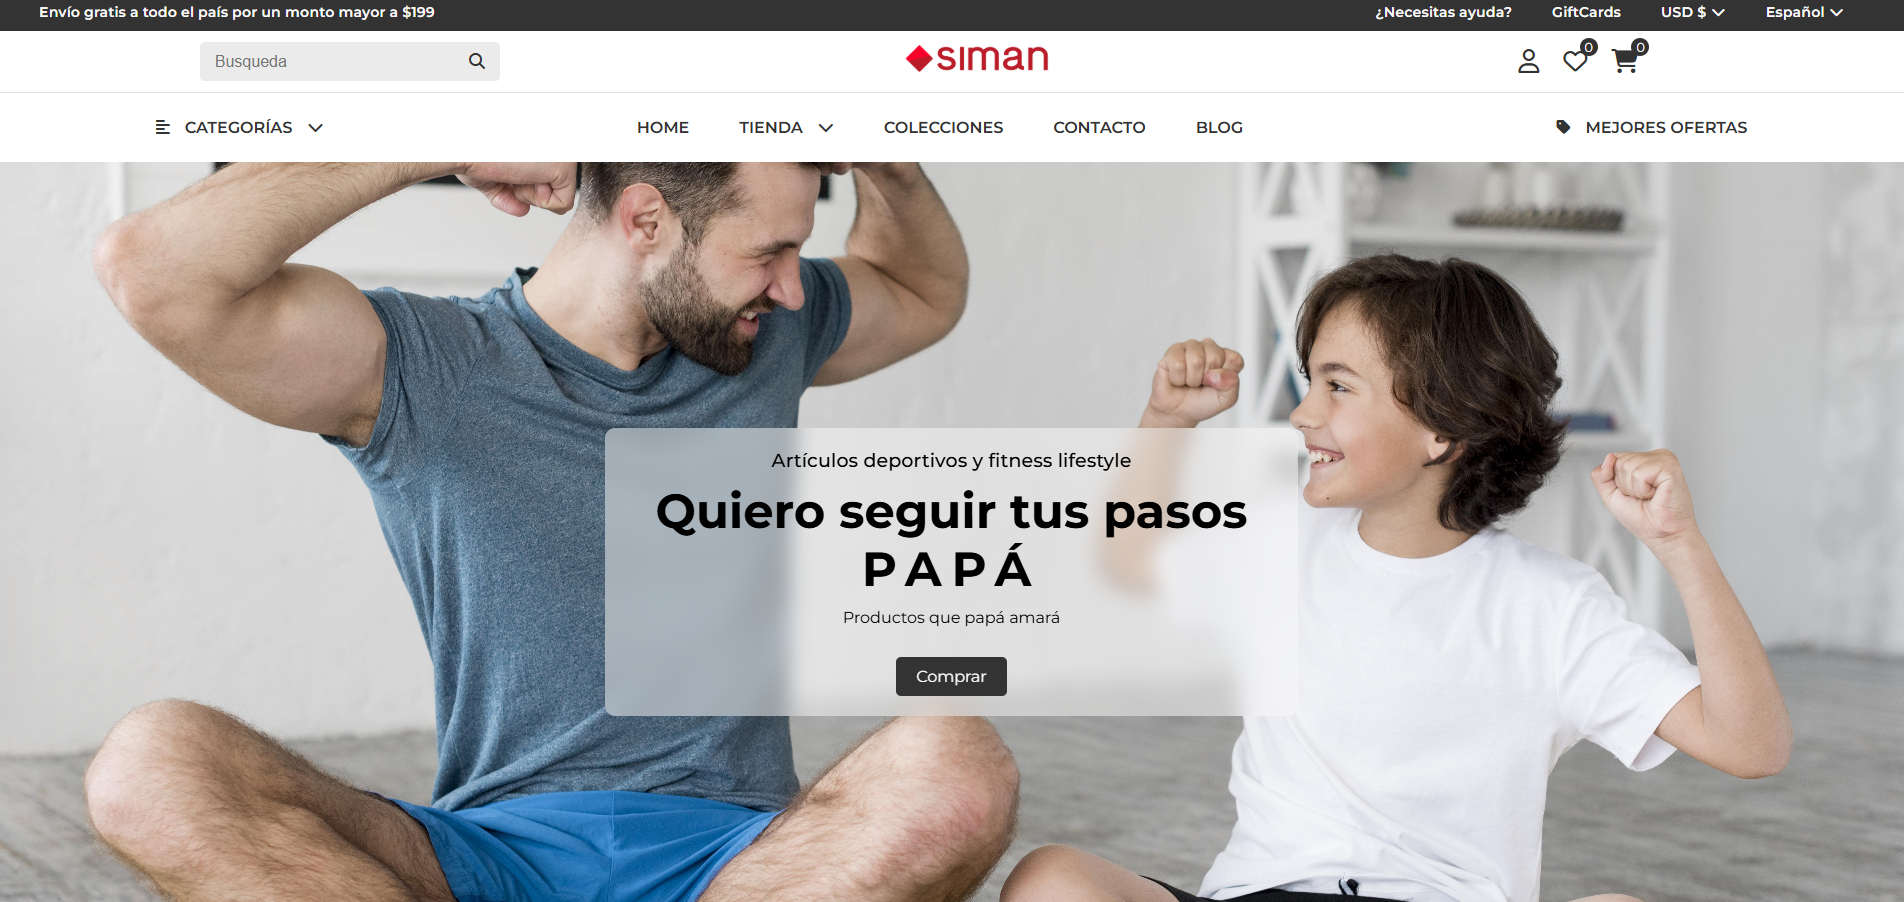 Envío gratis a todo el país por un monto mayor a $199
¿Necesitas ayuda?
GiftCards
USD $
Español
Busqueda
siman
0
0
CATEGORÍAS
HOME
TIENDA
COLECCIONES
CONTACTO
BLOG
MEJORES OFERTAS
Artículos deportivos y fitness lifestyle
Quiero seguir tus pasos
PAPÁ
Productos que papá amará
Comprar